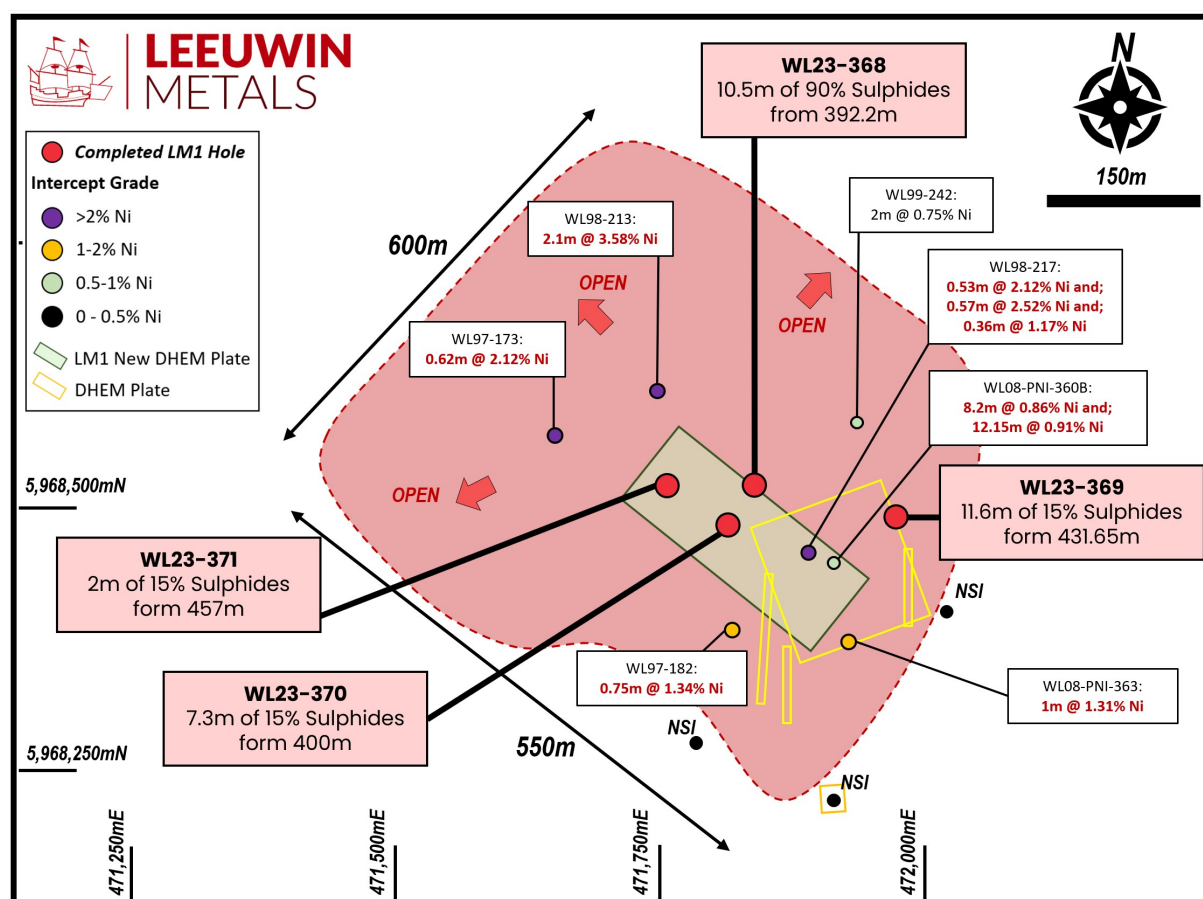 LEEUWIN
METALS
Completed LM1 Hole
Intercept Grade
>2% Ni
1-2% Ni
0.5-1% Ni
0 - 0.5% Ni
LM1 New DHEM Plate
DHEM Plate
WL23-368
10.5m of 90% Sulphides
from 392.2m
N
150m
600m
WL98-213:
2.1m @ 3.58% Ni
WL99-242:
2m @ 0.75% Ni
OPEN
OPEN
WL98-217:
0.53m @ 2.12% Ni and;
0.57m @ 2.52% Ni and;
0.36m @ 1.17% Ni
WL97-173:
0.62m @ 2.12% Ni
WL08-PNI-360B:
8.2m @ 0.86% Ni and;
12.15m @ 0.91% Ni
5,968,500mN
OPEN
WL23-369
11.6m of 15% Sulphides
form 431.65m
WL23-371
2m of 15% Sulphides
form 457m
NSI
WL97-182:
0.75m @ 1.34% Ni
WL08-PNI-363:
1m @ 1.31% Ni
WL23-370
7.3m of 15% Sulphides
form 400m
NSI
550m
5,968,250mN
NSI
471,250mE
471,500mE
471,750mE
472,000mE